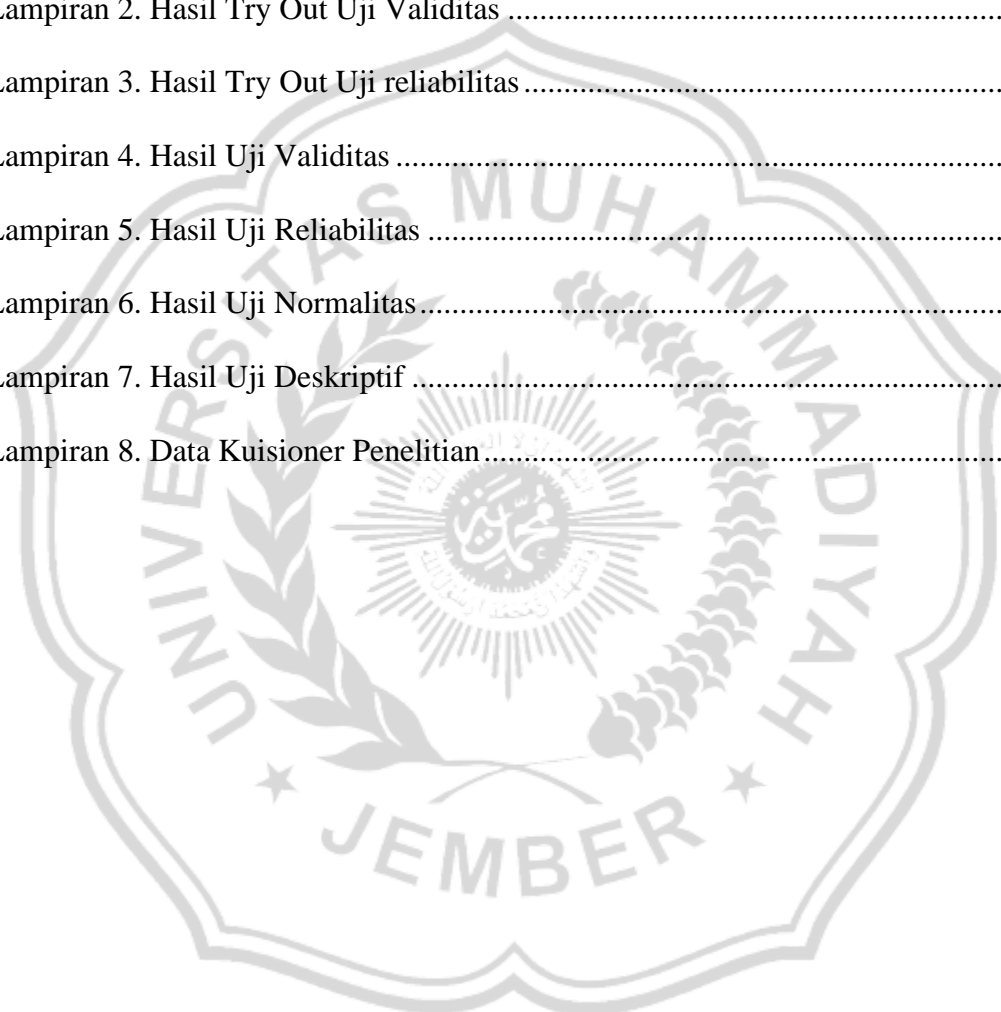 Lampiran 2. Hasil Try Out Uji Validitas ................................................................
Lampiran 3. Hasil Try Out Uji reliabilitas ..............................................................
Lampiran 4. Hasil Uji Validitas ...........................................................................
Lampiran 5. Hasil Uji Reliabilitas ........................................................................
Lampiran 6. Hasil Uji Normalitas .........................................................................
Lampiran 7. Hasil Uji Deskriptif ..........................................................................
Lampiran 8. Data Kuisioner Penelitian .................................................................
UNIVERSITAS MUHAMMADIYAH
JEMBER